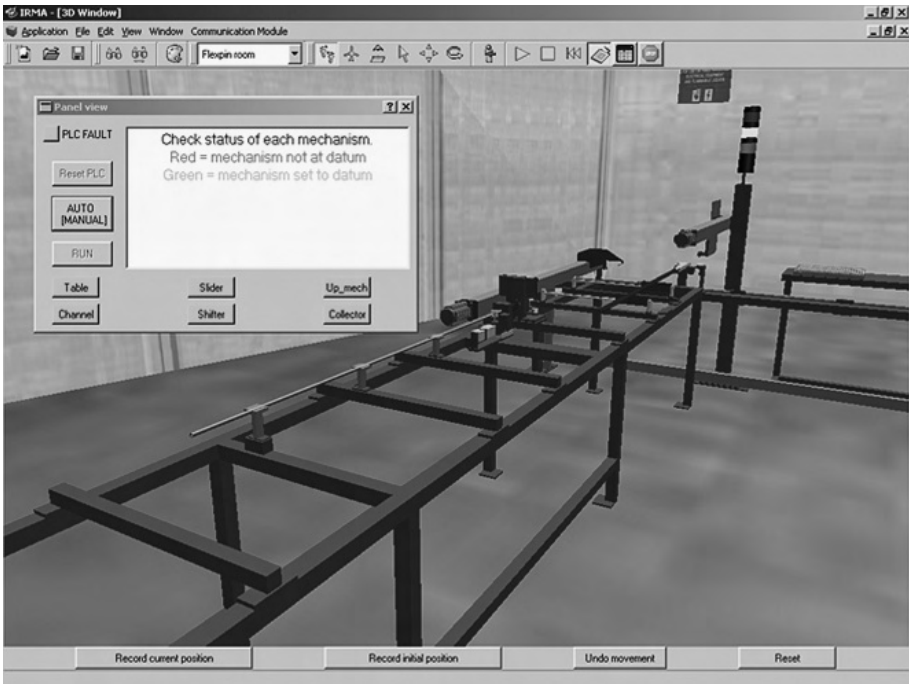 IRMA - [3D Window]
Application File Edit View Window Communication Module
Flexpin room
Panel view
PLC FAULT
Check status of each mechanism.
Red = mechanism not at datum
Green = mechanism set to datum
Reset PLC
AUTO
[MANUAL]
RUN
Table Slider Up_mech
Channel Shifter Collector
Record current position Record initial position Undo movement Reset